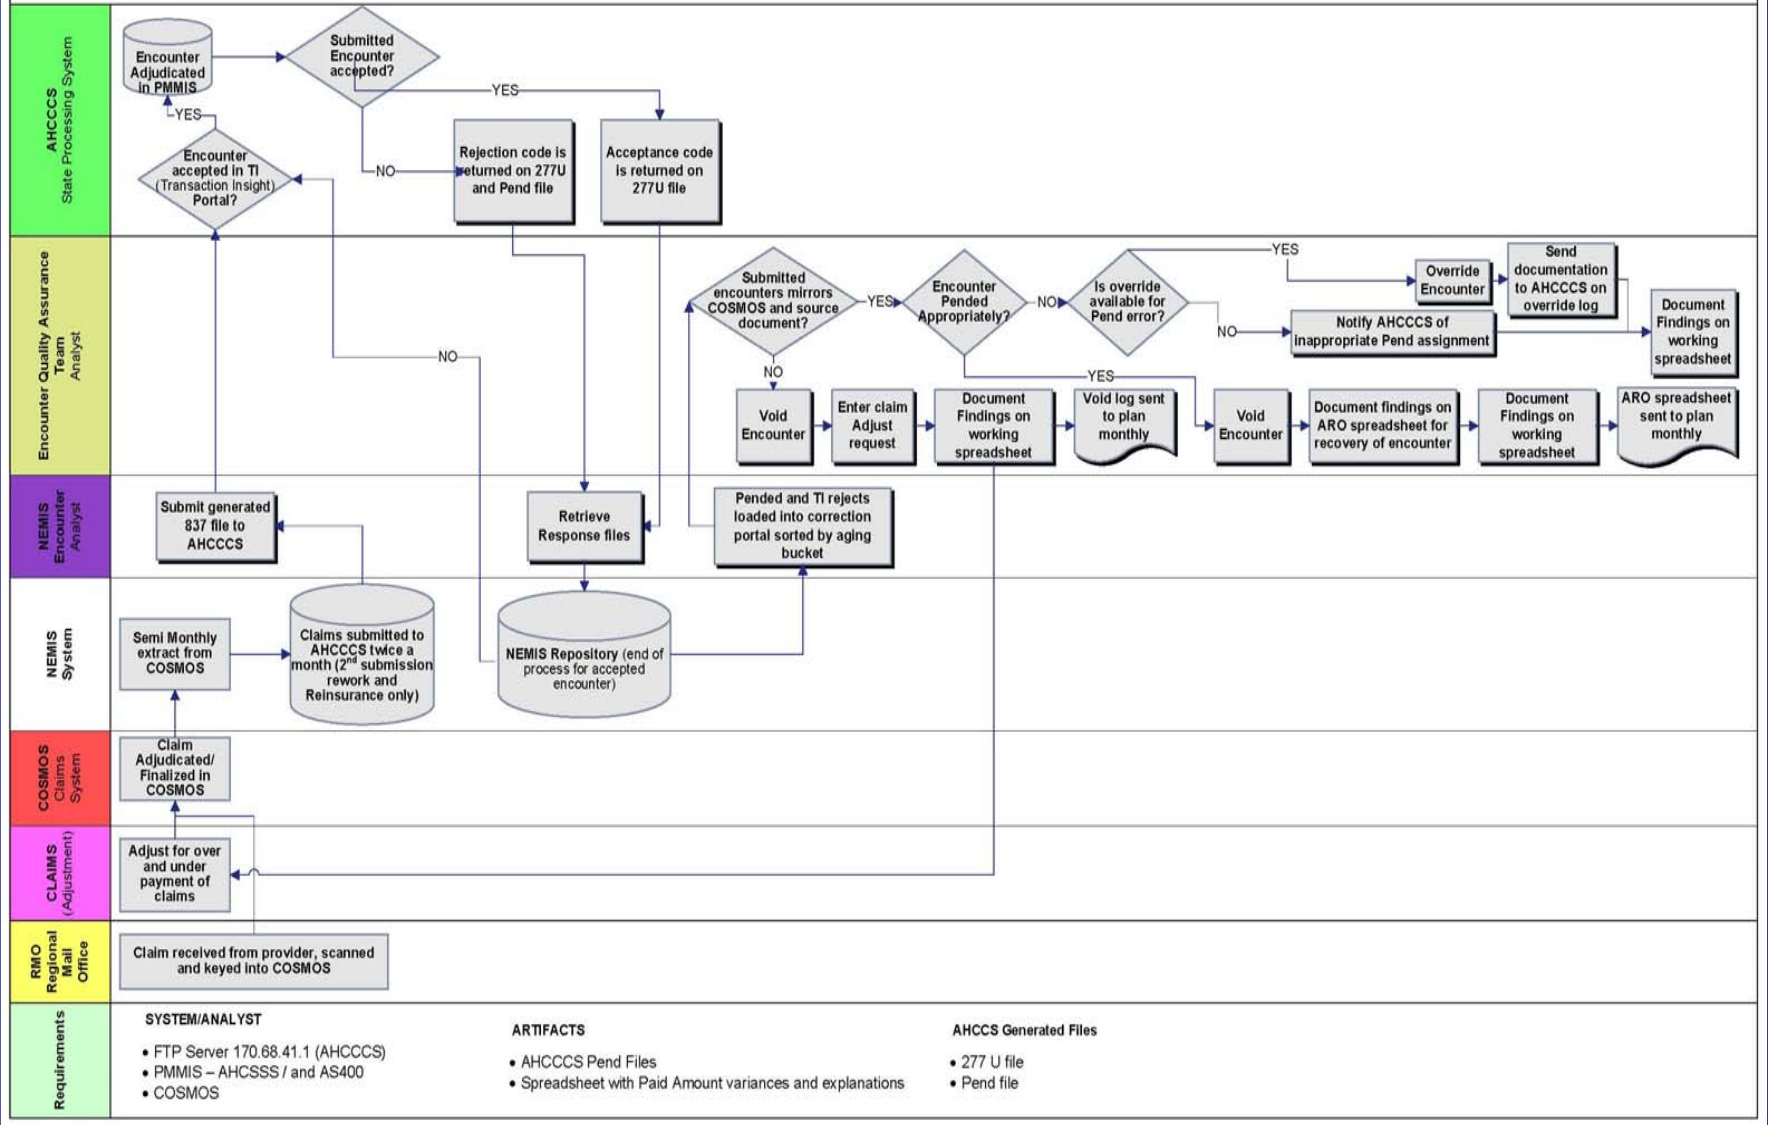 AHCCCS
State Processing System
Encounter
Adjudicated
in PMMIS
Submitted
Encounter
accepted?
YES
YES
Encounter
accepted in TI
(Transaction Insight)
Portal?
NO
Rejection code is
returned on 277U
and Pend file
Acceptance code
is returned on
277U file
Encounter Quality Assurance
Team
Analyst
NO
Submitted
encounters mirrors
COSMOS and source
document?
YES
Encounter
Pended
Appropriately?
NO
Is override
available for
Pend error?
YES
Override
Encounter
Send
documentation
to AHCCCS on
override log
NO
Notify AHCCCS of
inappropriate Pend assignment
Document
Findings on
working
spreadsheet
NO
YES
Void
Encounter
Enter claim
Adjust
request
Document
Findings on
working
spreadsheet
Void log sent
to plan
monthly
Void
Encounter
Document findings on
ARO spreadsheet for
recovery of encounter
Document
Findings on
working
spreadsheet
ARO spreadsheet
sent to plan
monthly
NEMIS
Encounter
Analyst
Submit generated
837 file to
AHCCCS
Retrieve
Response files
Pended and TI rejects
loaded into correction
portal sorted by aging
bucket
NEMIS
System
Semi Monthly
extract from
COSMOS
Claims submitted to
AHCCCS twice a
month (2nd submission
rework and
Reinsurance only)
NEMIS Repository (end of
process for accepted
encounter)
COSMOS
Claims
System
Claim
Adjudicated/
Finalized in
COSMOS
CLAIMS
(Adjustment)
Adjust for over
and under
payment of
claims
RMO
Regional
Mail
Office
Claim received from provider, scanned
and keyed into COSMOS
Requirements
SYSTEM/ANALYST
• FTP Server 170.68.41.1 (AHCCCS)
• PMMIS – AHCSSS / and AS400
• COSMOS
ARTIFACTS
• AHCCCS Pend Files
• Spreadsheet with Paid Amount variances and explanations
AHCCS Generated Files
• 277 U file
• Pend file